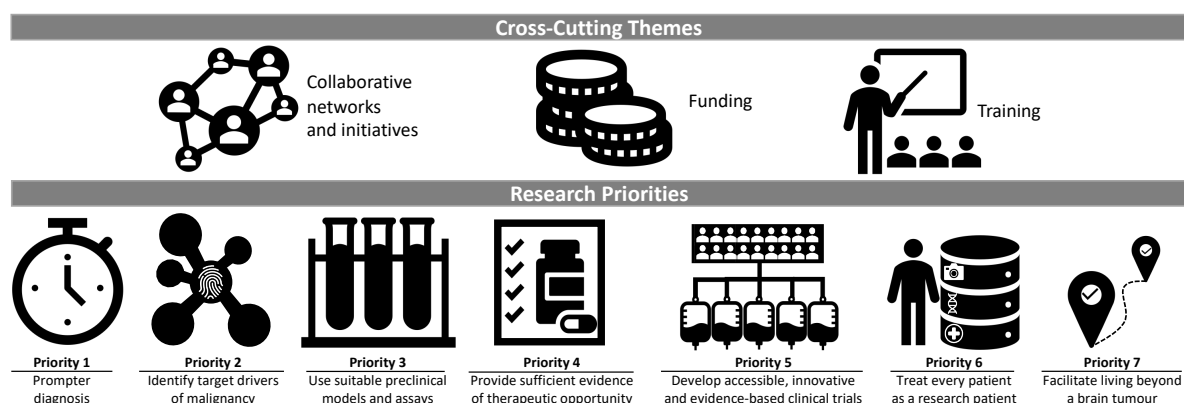 Cross-Cutting Themes
Collaborative
networks
and initiatives
Funding
Training
Research Priorities
Priority 1
Prompter
diagnosis
Priority 2
Identify target drivers
of malignancy
Priority 3
Use suitable preclinical
models and assays
Priority 4
Provide sufficient evidence
of therapeutic opportunity
Priority 5
Develop accessible, innovative
and evidence-based clinical trials
Priority 6
Treat every patient
as a research patient
Priority 7
Facilitate living beyond
a brain tumour